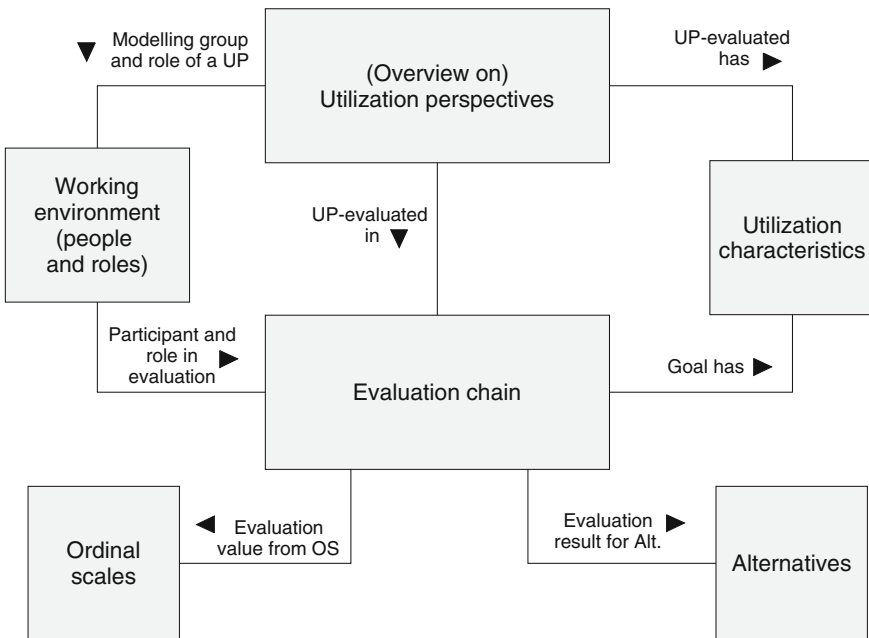 Modelling group
and role of a UP
(Overview on)
Utilization perspectives
UP-evaluated
has
Working
environment
(people
and roles)
UP-evaluated
in
Utilization
characteristics
Participant and
role in
evaluation
Evaluation chain
Goal has
Ordinal
scales
Evaluation
value from OS
Evaluation
result for Alt.
Alternatives